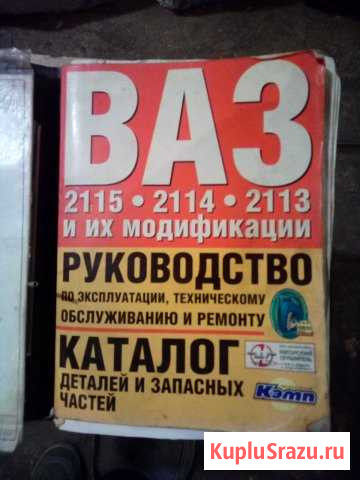 ВАЗ
2115 • 2114 • 2113
и их модификации
РУКОВОДСТВО
ПО ЭКСПЛУАТАЦИИ, ТЕХНИЧЕСКОМУ
ОБСЛУЖИВАНИЮ И РЕМОНТУ
КАТАЛОГ
ДЕТАЛЕЙ И ЗАПАСНЫХ
ЧАСТЕЙ
Кэмп
KupluSrazu.ru